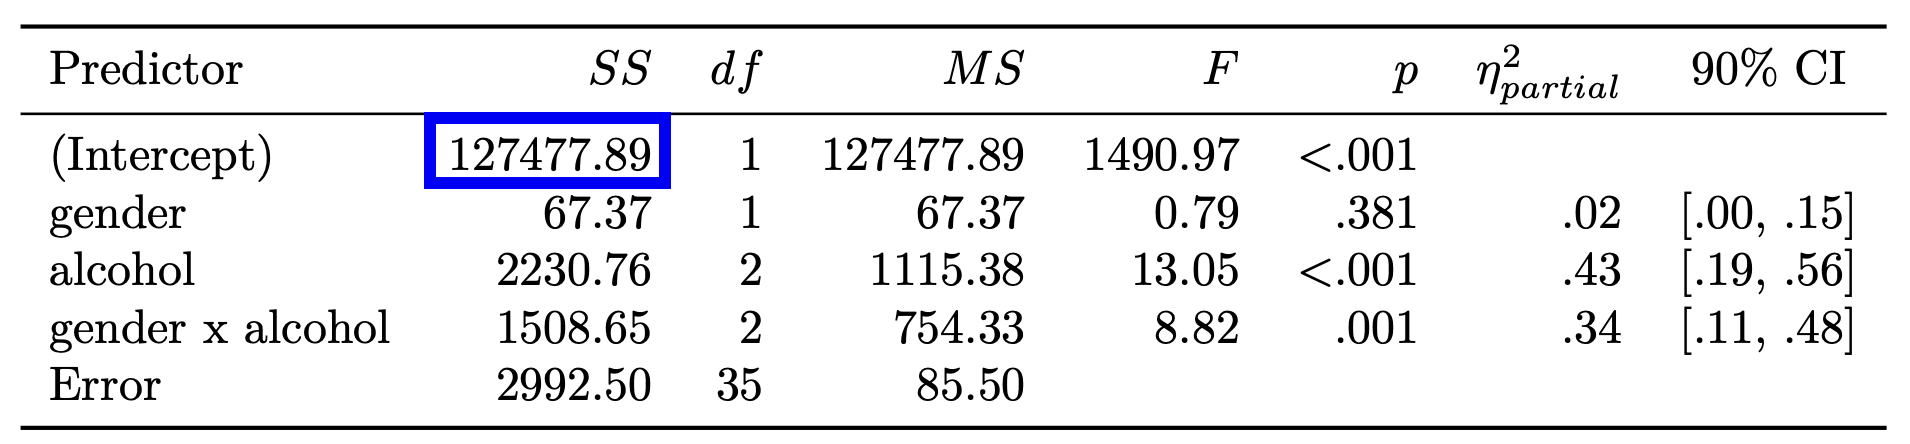 Predictor SS df MS F p η²partial 90% CI
(Intercept) 127477.89 1 127477.89 1490.97 <.001
gender 67.37 1 67.37 0.79 .381 .02 [.00, .15]
alcohol 2230.76 2 1115.38 13.05 <.001 .43 [.19, .56]
gender x alcohol 1508.65 2 754.33 8.82 .001 .34 [.11, .48]
Error 2992.50 35 85.50